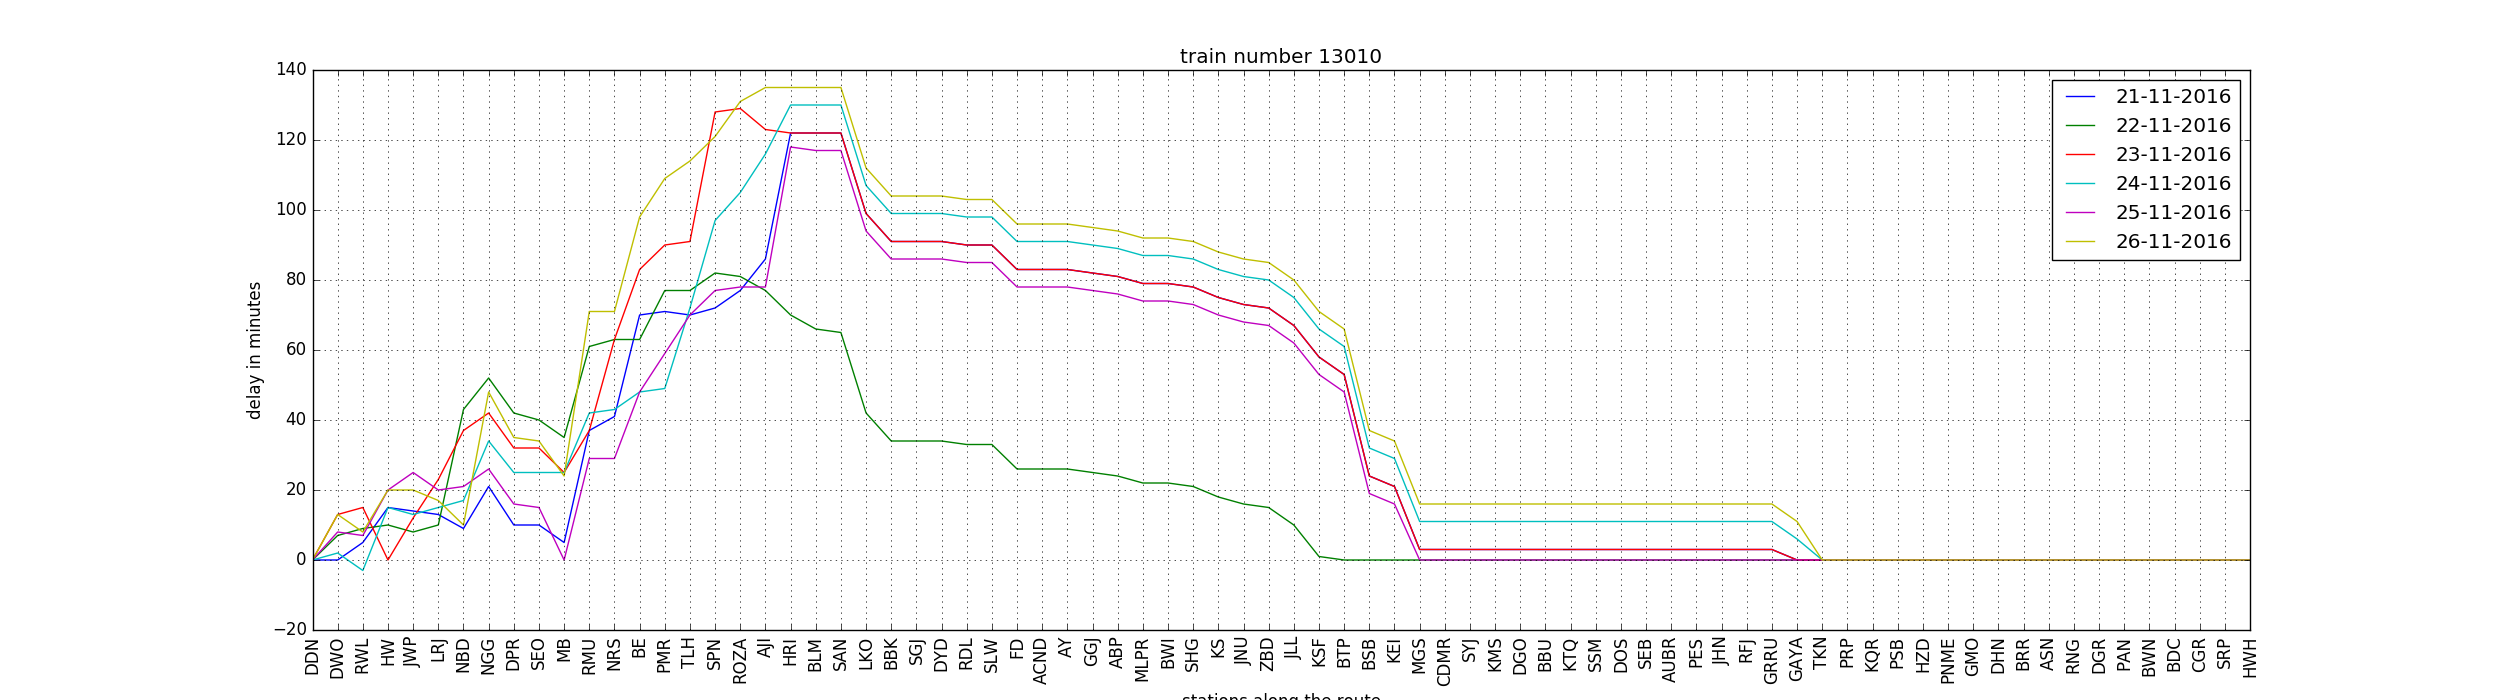 train number 13010
140
120
100
80
60
40
20
0
−20
delay in minutes
21-11-2016
22-11-2016
23-11-2016
24-11-2016
25-11-2016
26-11-2016
DDN
DWO
RWL
HW
JWP
LRJ
NBD
NGG
DPR
SEO
MB
RMU
NRS
BE
PMR
TLH
SPN
ROZA
AJI
HRI
BLM
SAN
LKO
BBK
SGJ
DYD
RDL
SLW
FD
ACND
AY
GGJ
ABP
MLPR
BWI
SHG
KS
JNU
ZBD
JLL
KSF
BTP
BSB
KEI
MGS
CDMR
SYJ
KMS
DGO
BBU
KTQ
SSM
DOS
SEB
AUBR
PES
JHN
RFJ
GRRU
GAYA
TKN
PRP
KQR
PSB
HZD
PNME
GMO
DHN
BRR
ASN
RNG
DGR
PAN
BWN
BDC
CGR
SRP
HWH
stations along the route